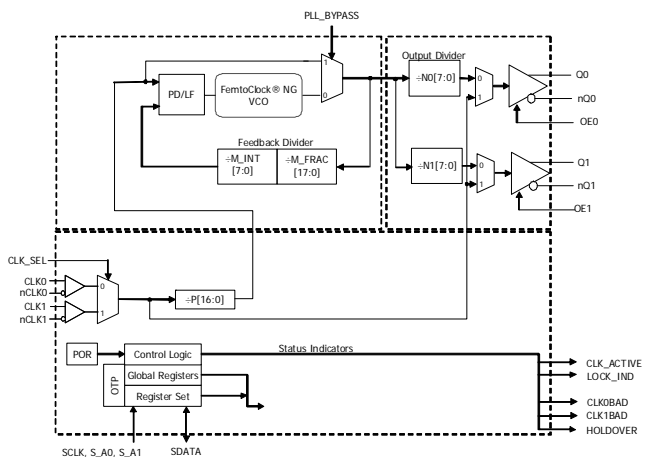 PLL_BYPASS
Output Divider
1
0
PD/LF
FemtoClock® NG
VCO
÷N0[7:0]
0
1
Q0
nQ0
OE0
Feedback Divider
÷M_INT
[7:0]
÷M_FRAC
[17:0]
÷N1[7:0]
0
1
Q1
nQ1
OE1
CLK_SEL
CLK0
nCLK0
CLK1
nCLK1
0
1
÷P[16:0]
POR
Control Logic
Status Indicators
OTP
Global Registers
Register Set
CLK_ACTIVE
LOCK_IND
CLK0BAD
CLK1BAD
HOLDOVER
SCLK, S_A0, S_A1
SDATA